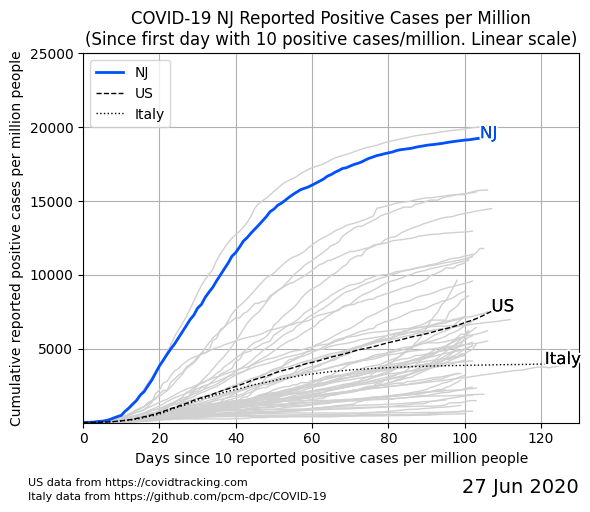 COVID-19 NJ Reported Positive Cases per Million
(Since first day with 10 positive cases/million. Linear scale)
Cumulative reported positive cases per million people
25000
20000
15000
10000
5000
NJ
US
Italy
NJ
US
Italy
0 20 40 60 80 100 120
Days since 10 reported positive cases per million people
US data from https://covidtracking.com
Italy data from https://github.com/pcm-dpc/COVID-19
27 Jun 2020